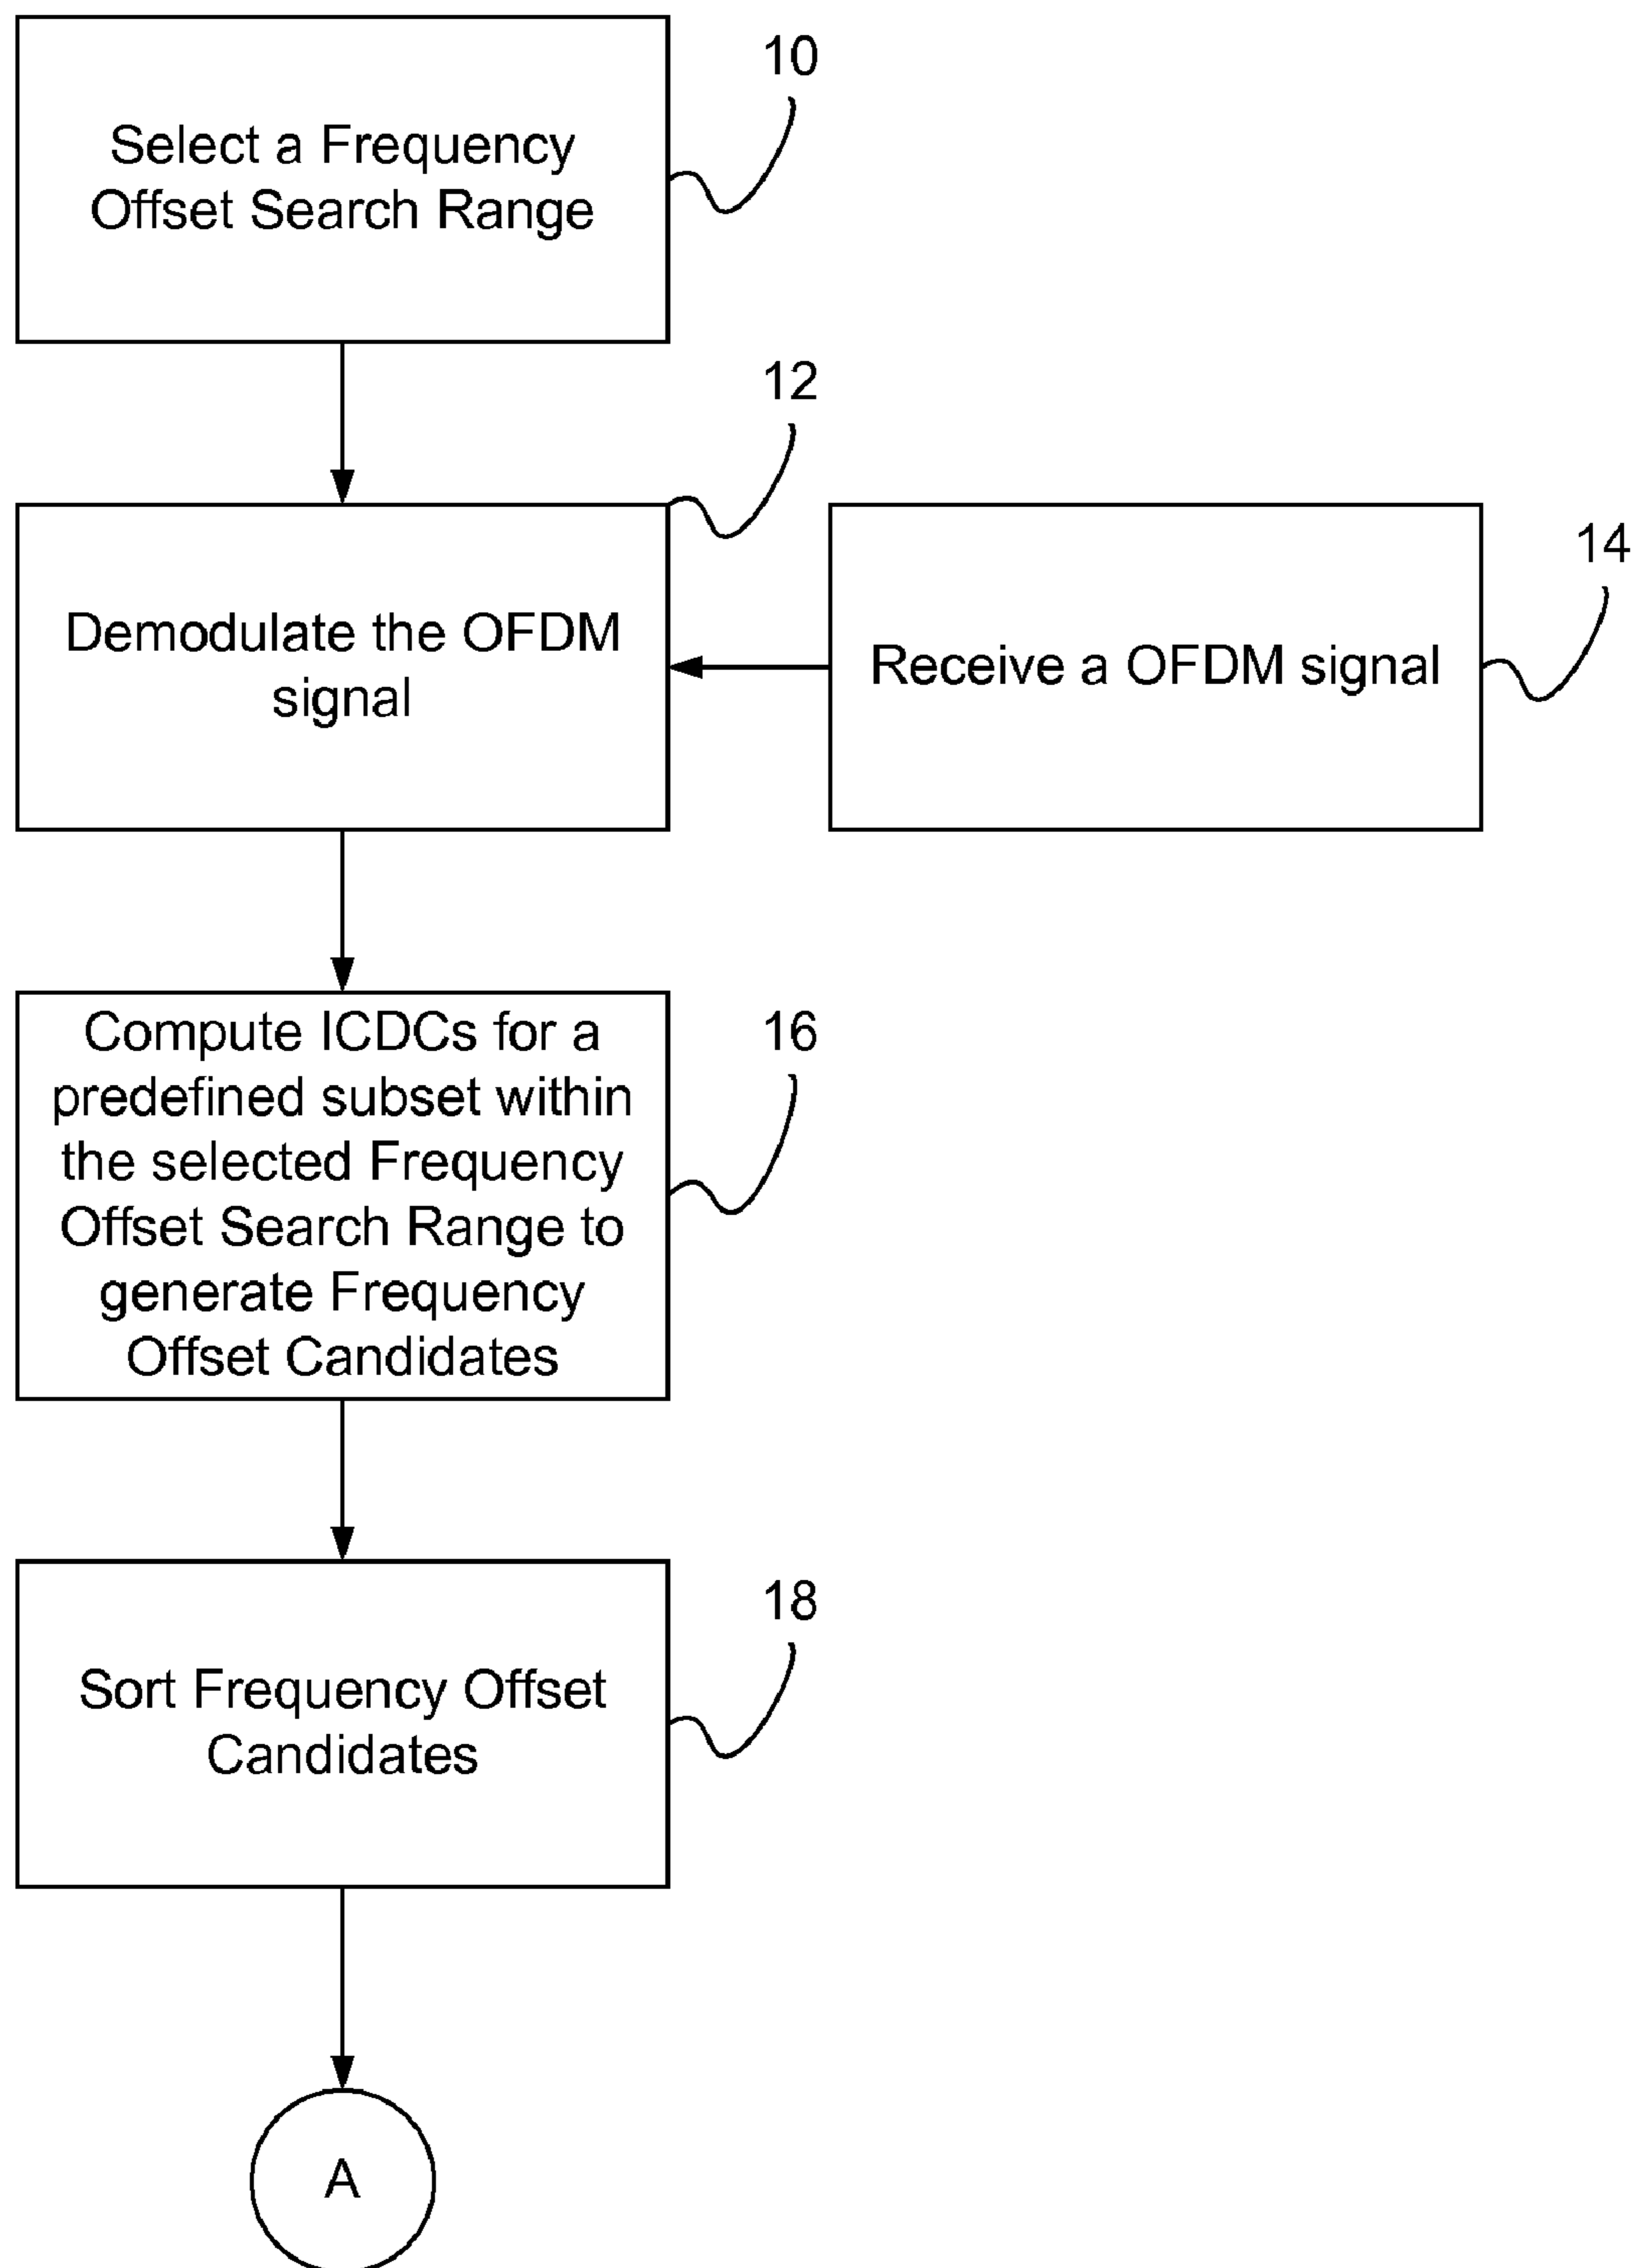 10
Select a Frequency
Offset Search Range
12
14
Demodulate the OFDM
signal
Receive a OFDM signal
16
Compute ICDCs for a
predefined subset within
the selected Frequency
Offset Search Range to
generate Frequency
Offset Candidates
18
Sort Frequency Offset
Candidates
A